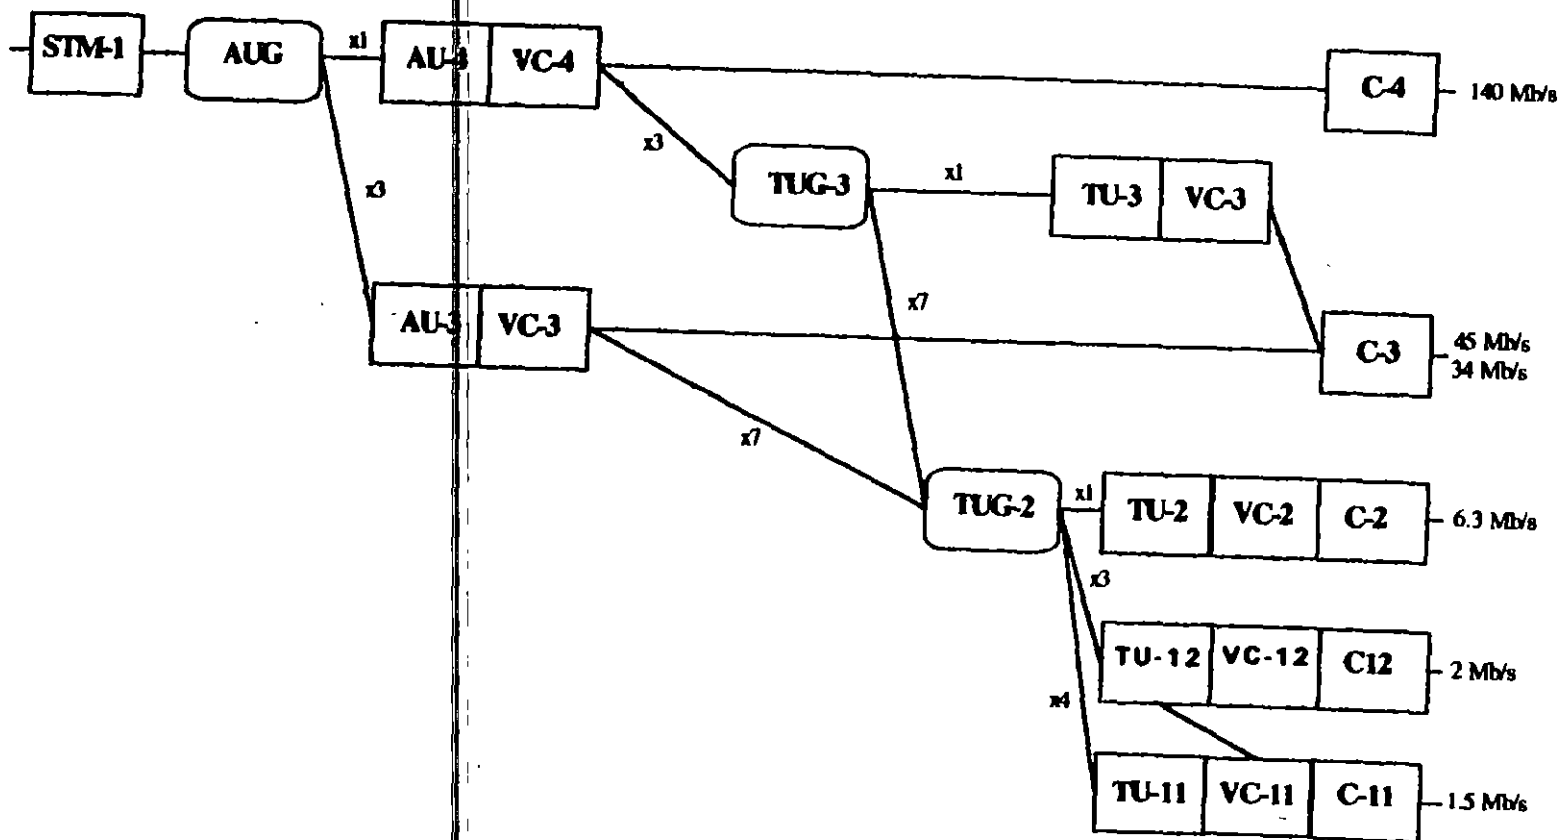 STM-1
AUG
x1
AU-4
VC-4
C-4
140 Mb/s
x3
x3
TUG-3
x1
TU-3
VC-3
AU-3
VC-3
x7
C-3
45 Mb/s
34 Mb/s
x7
TUG-2
x1
TU-2
VC-2
C-2
6.3 Mb/s
x3
TU-12
VC-12
C12
2 Mb/s
x4
TU-11
VC-11
C-11
1.5 Mb/s